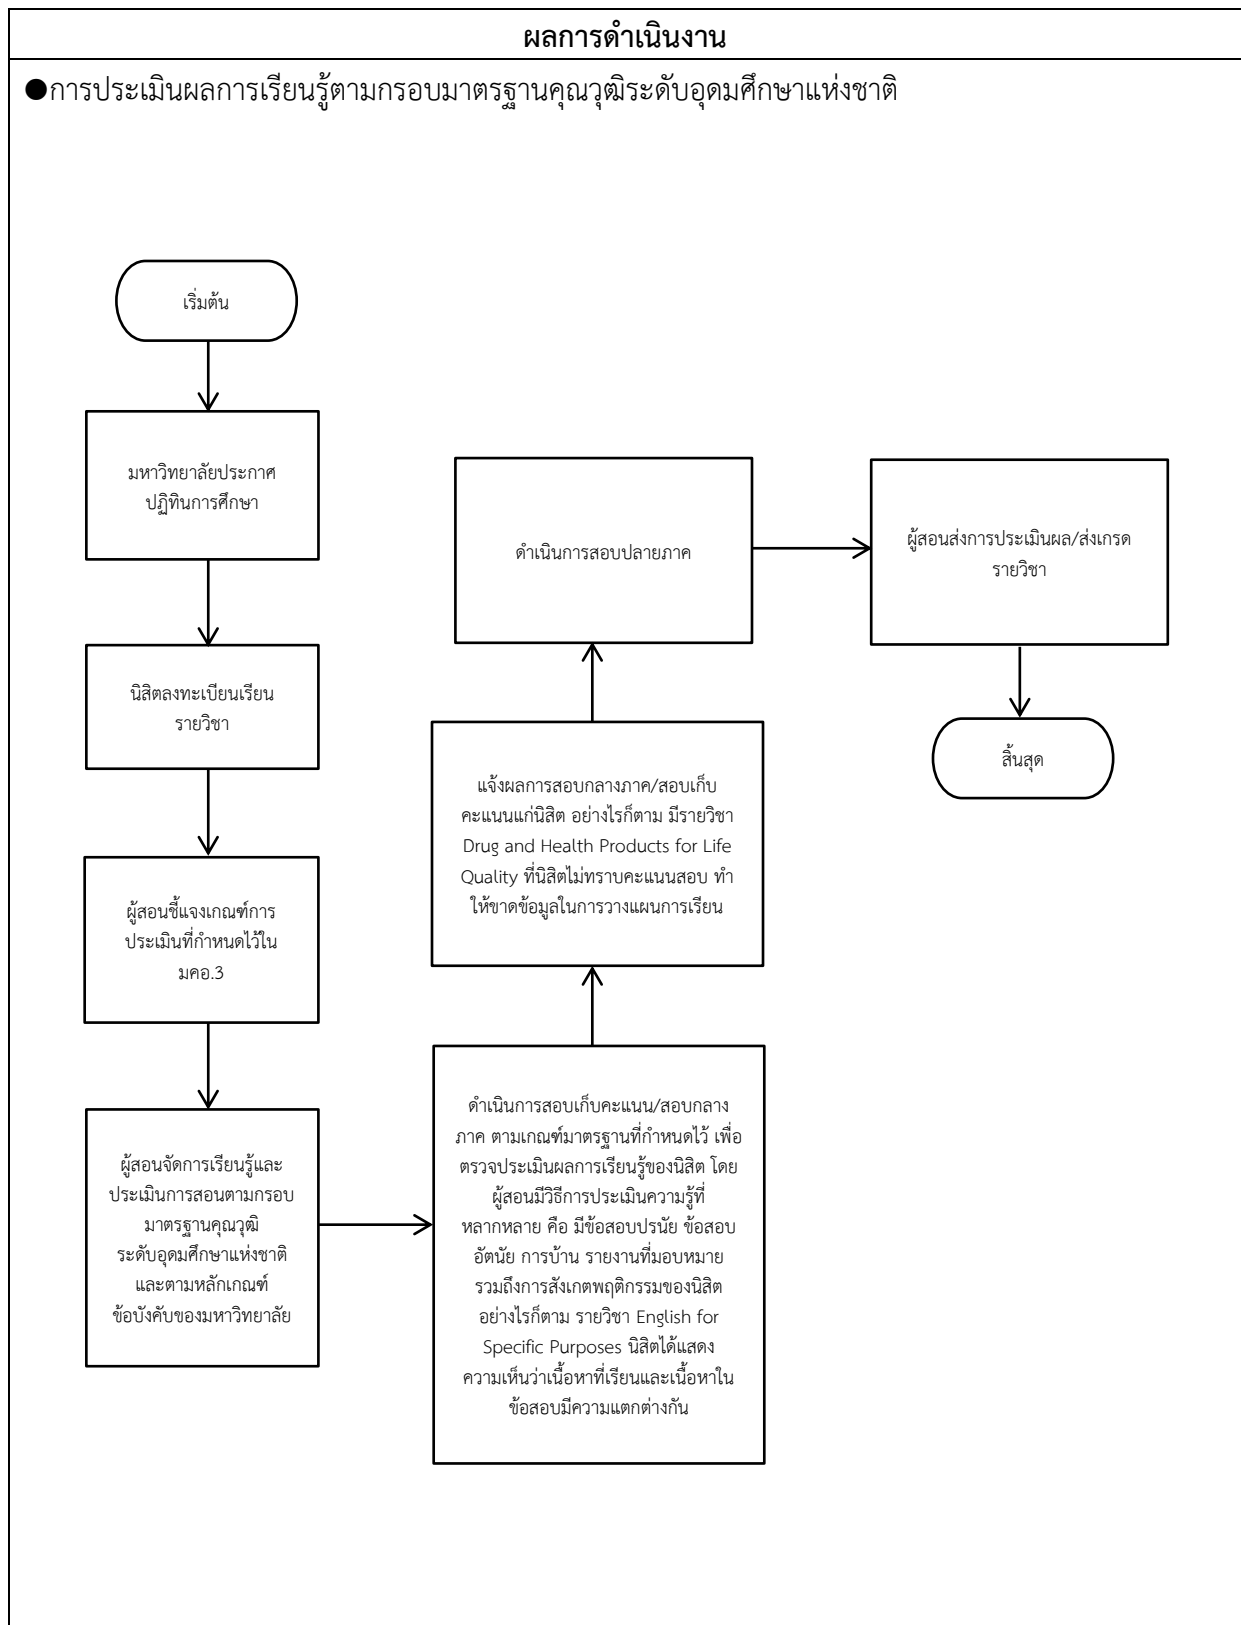 ผลการดำเนินงาน
●การประเมินผลการเรียนรู้ตามกรอบมาตรฐานคุณวุฒิระดับอุดมศึกษาแห่งชาติ
เริ่มต้น
มหาวิทยาลัยประกาศ
ปฏิทินการศึกษา
นิสิตลงทะเบียนเรียน
รายวิชา
ผู้สอนชี้แจงเกณฑ์การ
ประเมินที่กำหนดไว้ใน
มคอ.3
ผู้สอนจัดการเรียนรู้และ
ประเมินการสอนตามกรอบ
มาตรฐานคุณวุฒิ
ระดับอุดมศึกษาแห่งชาติ
และตามหลักเกณฑ์
ข้อบังคับของมหาวิทยาลัย
ดำเนินการสอบเก็บคะแนน/สอบกลาง
ภาค ตามเกณฑ์มาตรฐานที่กำหนดไว้ เพื่อ
ตรวจประเมินผลการเรียนรู้ของนิสิต โดย
ผู้สอนมีวิธีการประเมินความรู้ที่
หลากหลาย คือ มีข้อสอบปรนัย ข้อสอบ
อัตนัย การบ้าน รายงานที่มอบหมาย
รวมถึงการสังเกตพฤติกรรมของนิสิต
อย่างไรก็ตาม รายวิชา English for
Specific Purposes นิสิตได้แสดง
ความเห็นว่าเนื้อหาที่เรียนและเนื้อหาใน
ข้อสอบมีความแตกต่างกัน
แจ้งผลการสอบกลางภาค/สอบเก็บ
คะแนนแก่นิสิต อย่างไรก็ตาม มีรายวิชา
Drug and Health Products for Life
Quality ที่นิสิตไม่ทราบคะแนนสอบ ทำ
ให้ขาดข้อมูลในการวางแผนการเรียน
ดำเนินการสอบปลายภาค
ผู้สอนส่งการประเมินผล/ส่งเกรด
รายวิชา
สิ้นสุด